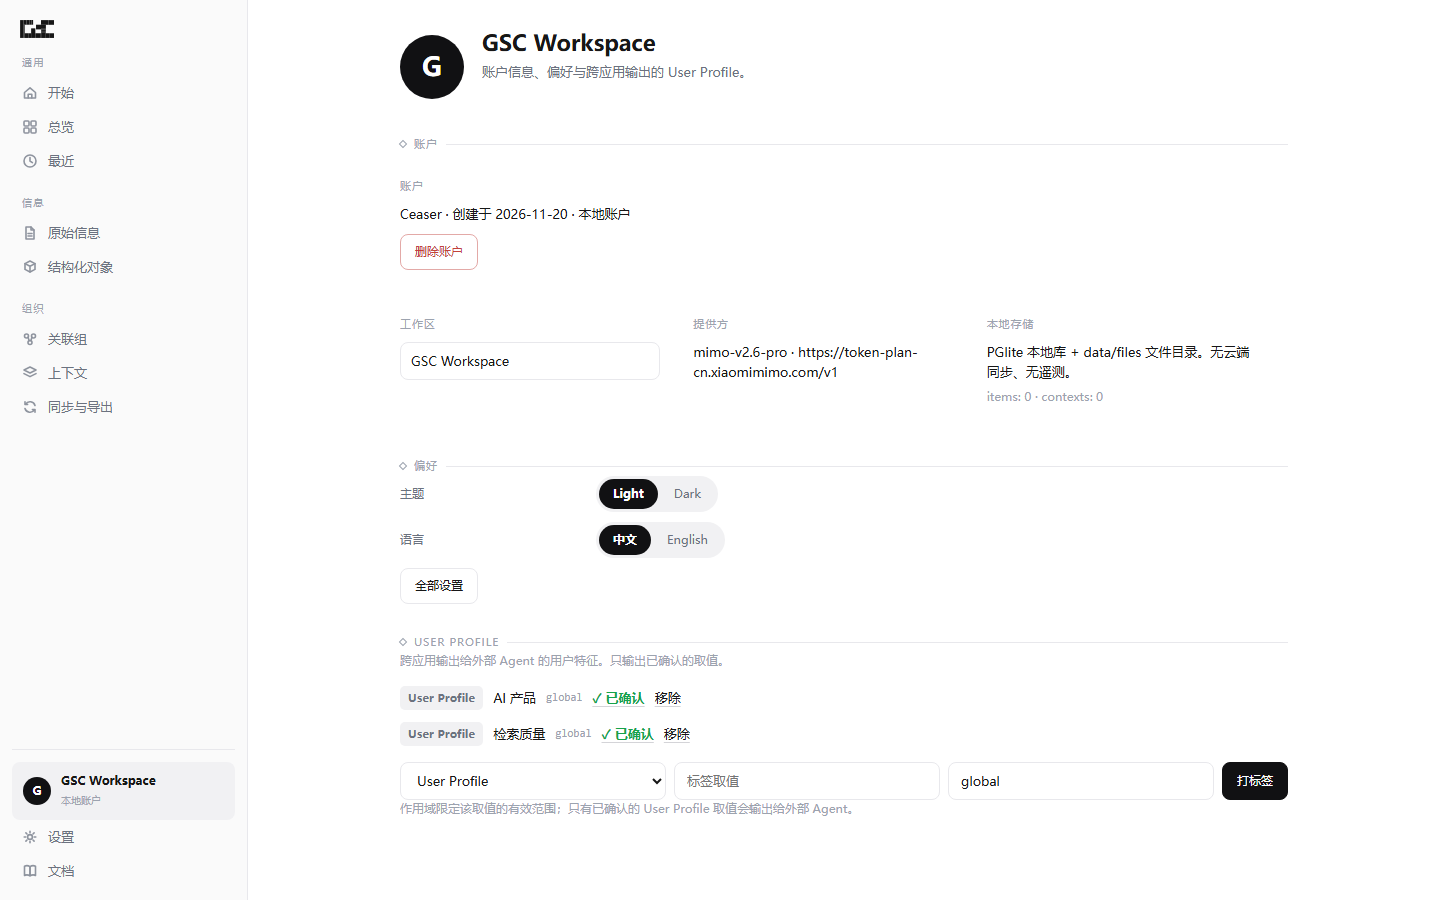 GSC
通用
开始
总览
最近
信息
原始信息
结构化对象
组织
关联组
上下文
同步与导出
G
GSC Workspace
本地账户
设置
文档
G
GSC Workspace
账户信息、偏好与跨应用输出的 User Profile。
账户
账户
Ceaser · 创建于 2026-11-20 · 本地账户
删除账户
工作区
GSC Workspace
提供方
mimo-v2.6-pro · https://token-plan-
cn.xiaomimimo.com/v1
本地存储
PGlite 本地库 + data/files 文件目录。无云端
同步、无遥测。
items: 0 · contexts: 0
偏好
主题 Light Dark
语言 中文 English
全部设置
USER PROFILE
跨应用输出给外部 Agent 的用户特征。只输出已确认的取值。
User Profile AI 产品 global ✓ 已确认 移除
User Profile 检索质量 global ✓ 已确认 移除
User Profile 标签取值 global 打标签
作用域限定该取值的有效范围；只有已确认的 User Profile 取值会输出给外部 Agent。